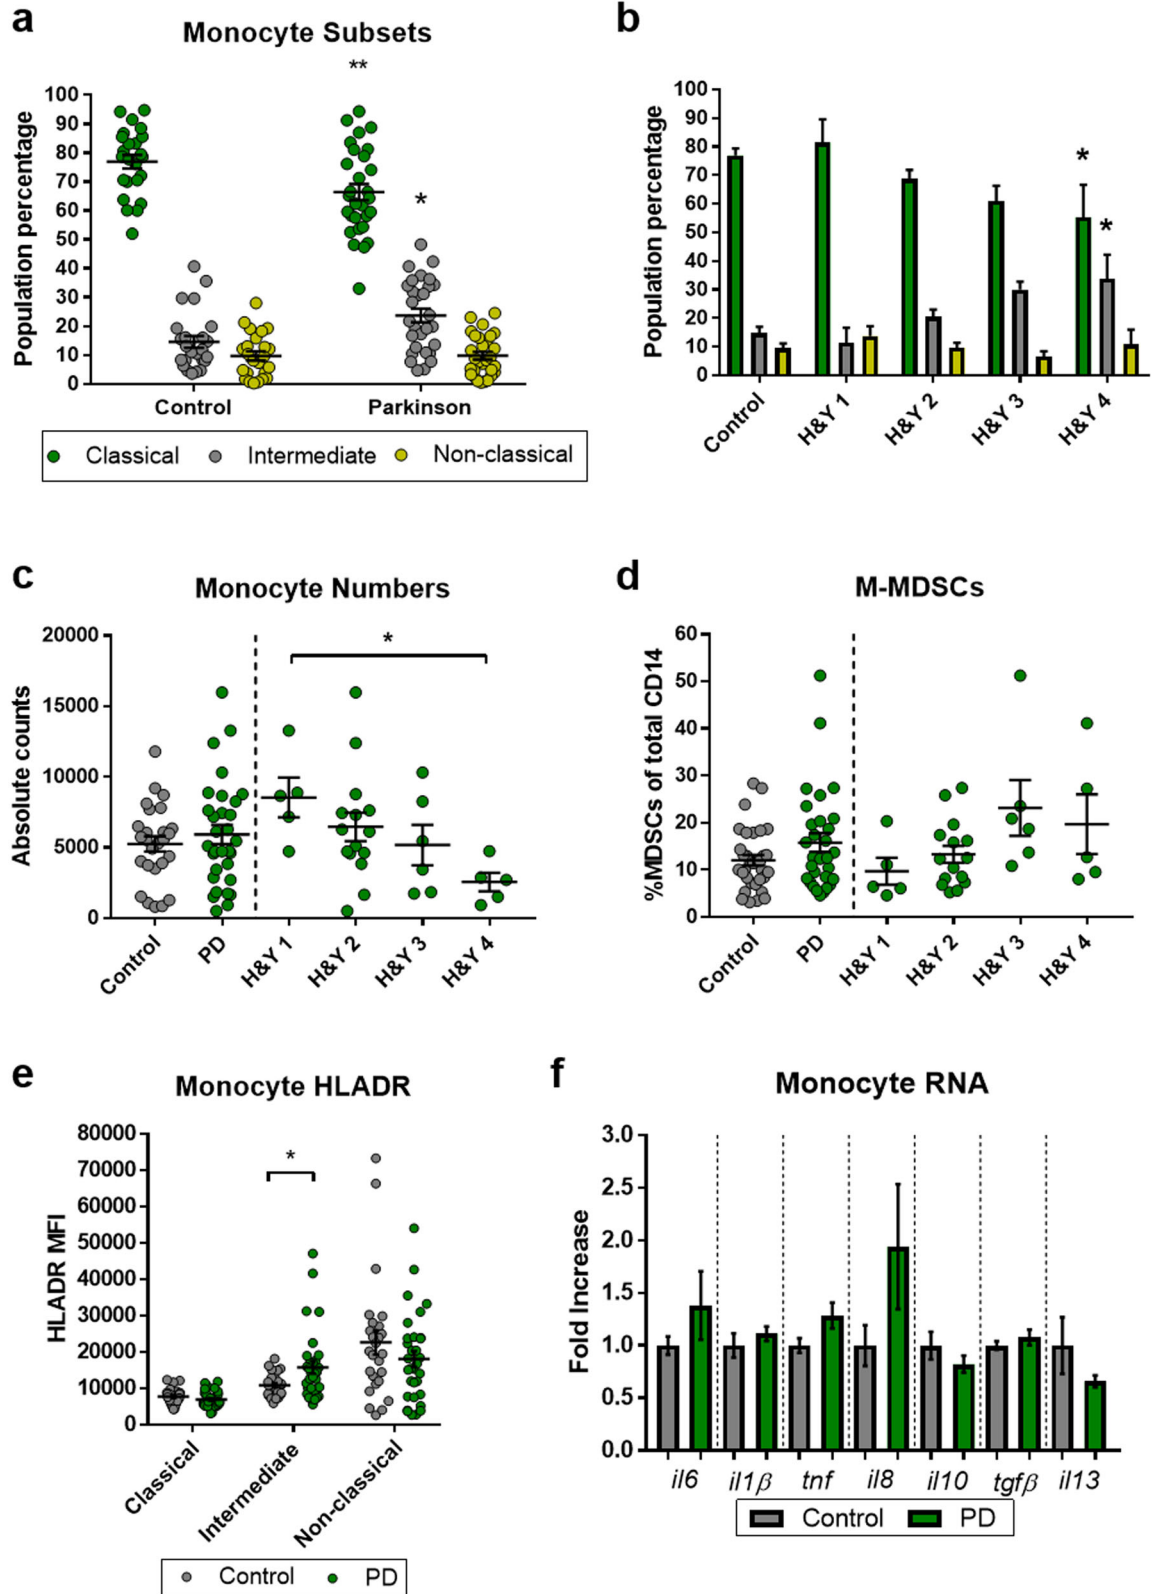 a
Monocyte Subsets
**
*
Population percentage
100
90
80
70
60
50
40
30
20
10
0
Control
Parkinson
Classical
Intermediate
Non-classical
b
Population percentage
100
80
60
40
20
0
*
*
Control
H&Y 1
H&Y 2
H&Y 3
H&Y 4
c
Monocyte Numbers
*
Absolute counts
20000
15000
10000
5000
0
Control
PD
H&Y 1
H&Y 2
H&Y 3
H&Y 4
d
M-MDSCs
%MDSCs of total CD14
60
50
40
30
20
10
0
Control
PD
H&Y 1
H&Y 2
H&Y 3
H&Y 4
e
Monocyte HLADR
*
HLADR MFI
80000
70000
60000
50000
40000
30000
20000
10000
0
Classical
Intermediate
Non-classical
Control
PD
f
Monocyte RNA
Fold Increase
3.0
2.5
2.0
1.5
1.0
0.5
0.0
il6
il1β
tnf
il8
il10
tgfβ
il13
Control
PD